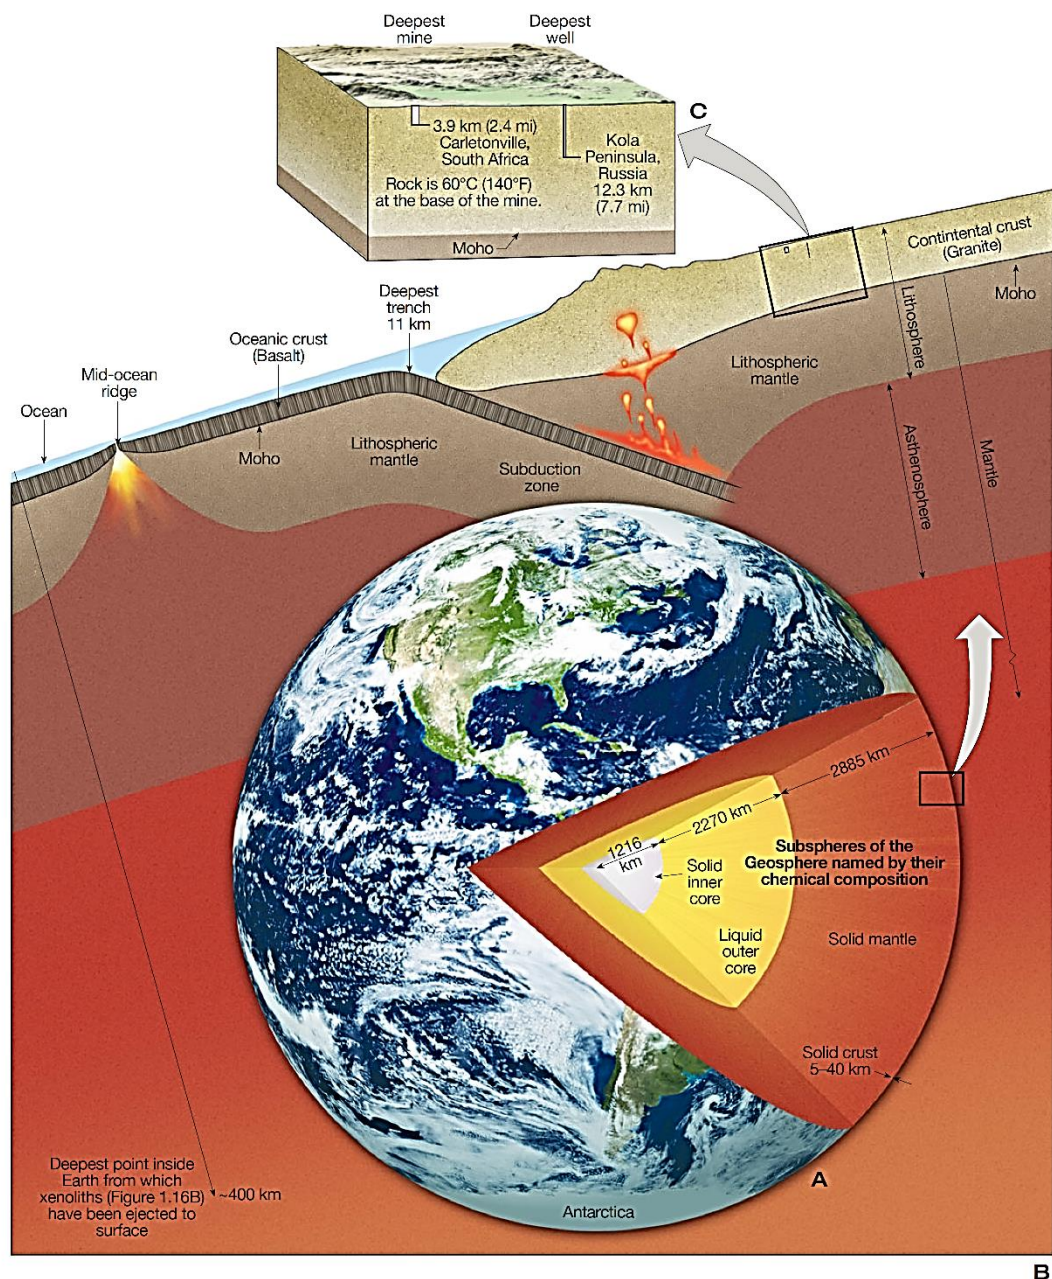 Deepest
mine
Deepest
well
C
3.9 km (2.4 mi)
Carletonville,
South Africa
Rock is 60°C (140°F)
at the base of the mine.
Kola
Peninsula,
Russia
12.3 km
(7.7 mi)
Moho
Contintental crust
(Granite)
Moho
Lithosphere
Deepest
trench
11 km
Oceanic crust
(Basalt)
Mid-ocean
ridge
Ocean
Moho
Lithospheric
mantle
Subduction
zone
Lithospheric
mantle
Asthenosphere
Mantle
2885 km
2270 km
1216
km
Solid
inner
core
Subspheres of the
Geosphere named by their
chemical composition
Liquid
outer
core
Solid mantle
Solid crust
5–40 km
Deepest point inside
Earth from which
xenoliths (Figure 1.16B)
have been ejected to
surface
~400 km
A
Antarctica
B